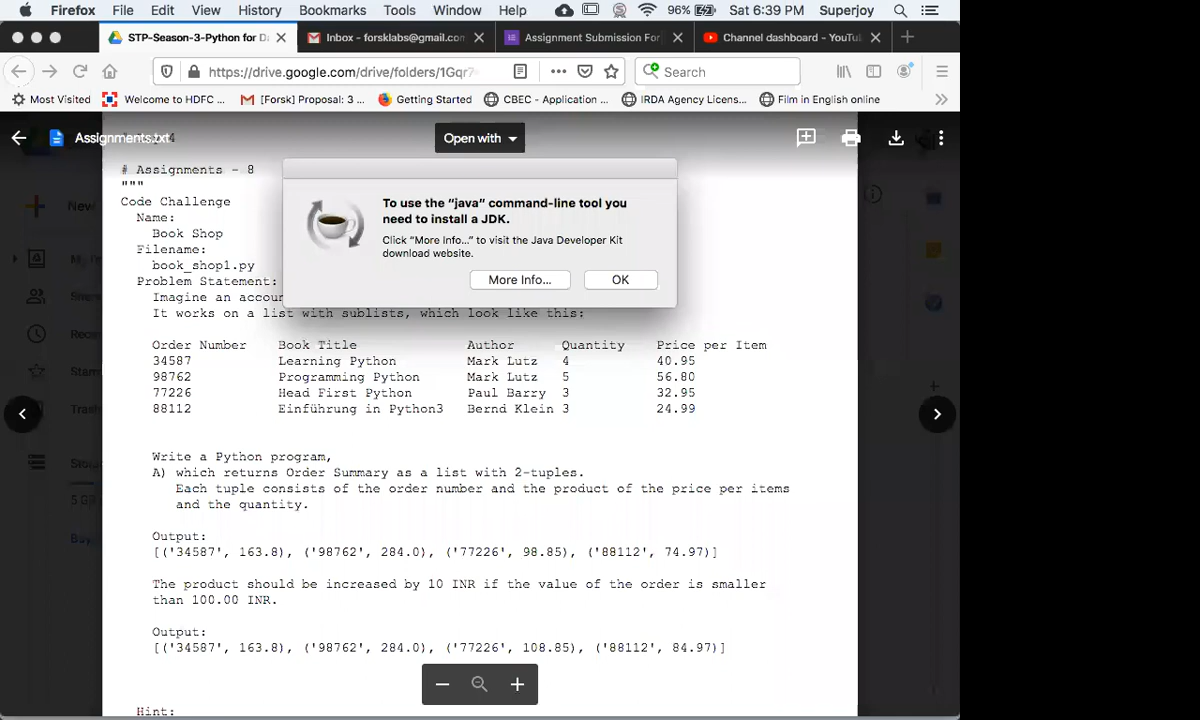 Firefox File Edit View History Bookmarks Tools Window Help 96% Sat 6:39 PM Superjoy
STP-Season-3-Python for Da Inbox - forsklabs@gmail.con Assignment Submission For Channel dashboard - YouTu
https://drive.google.com/drive/folders/1Gqr7 Search
Most Visited Welcome to HDFC ... [Forsk] Proposal: 3 ... Getting Started CBEC - Application ... IRDA Agency Licens... Film in English online
Assignments.txt Open with
# Assignments - 8
"""
Code Challenge
Name:
Book Shop
Filename:
book_shop1.py
Problem Statement:
Imagine an accou
It works on a list with sublists, which look like this:
To use the "java" command-line tool you
need to install a JDK.
Click "More Info..." to visit the Java Developer Kit
download website.
More Info... OK
Order Number Book Title Author Quantity Price per Item
34587 Learning Python Mark Lutz 4 40.95
98762 Programming Python Mark Lutz 5 56.80
77226 Head First Python Paul Barry 3 32.95
88112 Einführung in Python3 Bernd Klein 3 24.99
Write a Python program,
A) which returns Order Summary as a list with 2-tuples.
Each tuple consists of the order number and the product of the price per items
and the quantity.
Output:
[('34587', 163.8), ('98762', 284.0), ('77226', 98.85), ('88112', 74.97)]
The product should be increased by 10 INR if the value of the order is smaller
than 100.00 INR.
Output:
[('34587', 163.8), ('98762', 284.0), ('77226', 108.85), ('88112', 84.97)]
Hint:
New